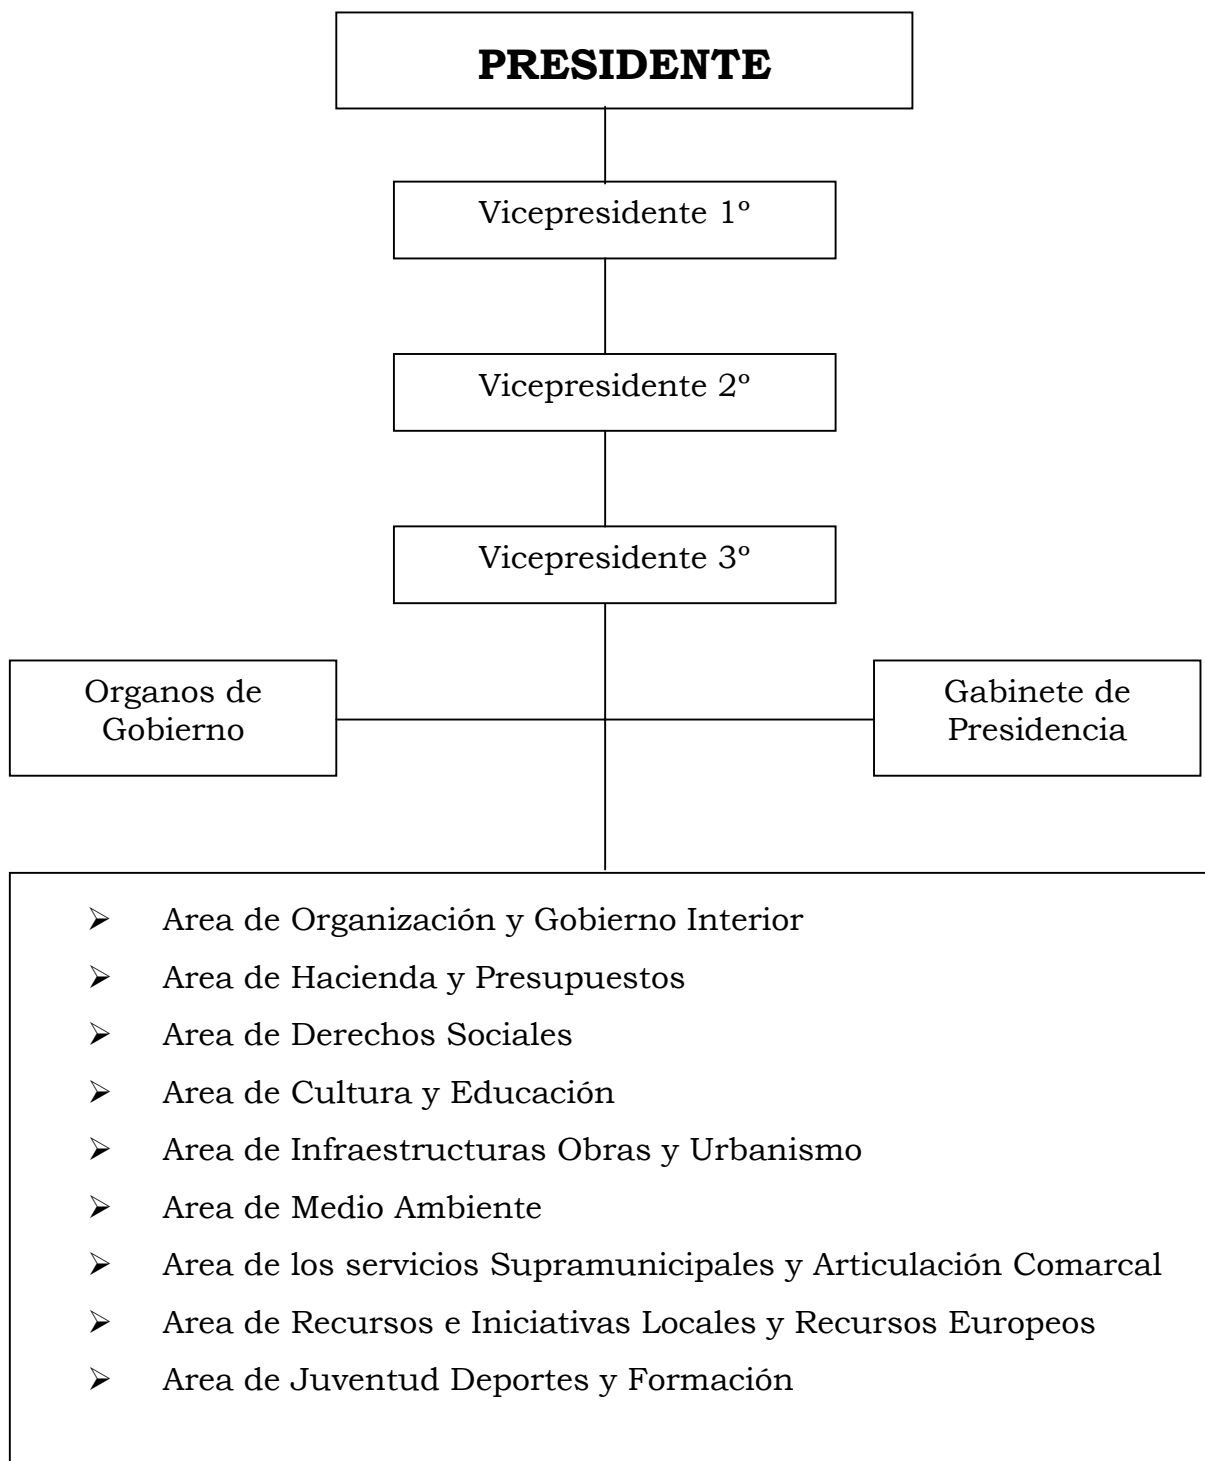 PRESIDENTE
Vicepresidente 1º
Vicepresidente 2º
Vicepresidente 3º
Organos de
Gobierno
Gabinete de
Presidencia
➢ Area de Organización y Gobierno Interior
➢ Area de Hacienda y Presupuestos
➢ Area de Derechos Sociales
➢ Area de Cultura y Educación
➢ Area de Infraestructuras Obras y Urbanismo
➢ Area de Medio Ambiente
➢ Area de los servicios Supramunicipales y Articulación Comarcal
➢ Area de Recursos e Iniciativas Locales y Recursos Europeos
➢ Area de Juventud Deportes y Formación